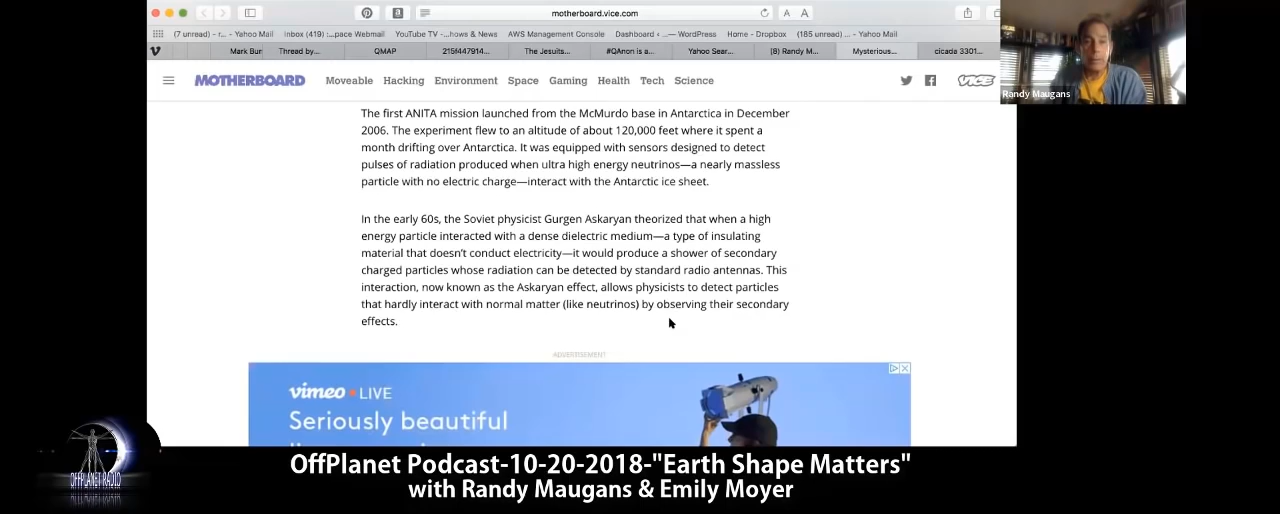 motherboard.vice.com
A A
(7 unread) - r... - Yahoo Mail Inbox (419) :...pace Webmail YouTube TV -...hows & News AWS Management Console Dashboard ‹ ...— WordPress Home - Dropbox (185 unread) ... - Yahoo Mail
Mark Bur Thread by... QMAP 215f447914... The Jesuits... #QAnon is a... Yahoo Sear... (8) Randy M... Mysterious... cicada 3301...
MOTHERBOARD Moveable Hacking Environment Space Gaming Health Tech Science VICE
Randy Maugans
The first ANITA mission launched from the McMurdo base in Antarctica in December
2006. The experiment flew to an altitude of about 120,000 feet where it spent a
month drifting over Antarctica. It was equipped with sensors designed to detect
pulses of radiation produced when ultra high energy neutrinos—a nearly massless
particle with no electric charge—interact with the Antarctic ice sheet.
In the early 60s, the Soviet physicist Gurgen Askaryan theorized that when a high
energy particle interacted with a dense dielectric medium—a type of insulating
material that doesn't conduct electricity—it would produce a shower of secondary
charged particles whose radiation can be detected by standard radio antennas. This
interaction, now known as the Askaryan effect, allows physicists to detect particles
that hardly interact with normal matter (like neutrinos) by observing their secondary
effects.
ADVERTISEMENT
vimeo LIVE
Seriously beautiful
OFFPLANET RADIO
OffPlanet Podcast-10-20-2018-"Earth Shape Matters"
with Randy Maugans & Emily Moyer